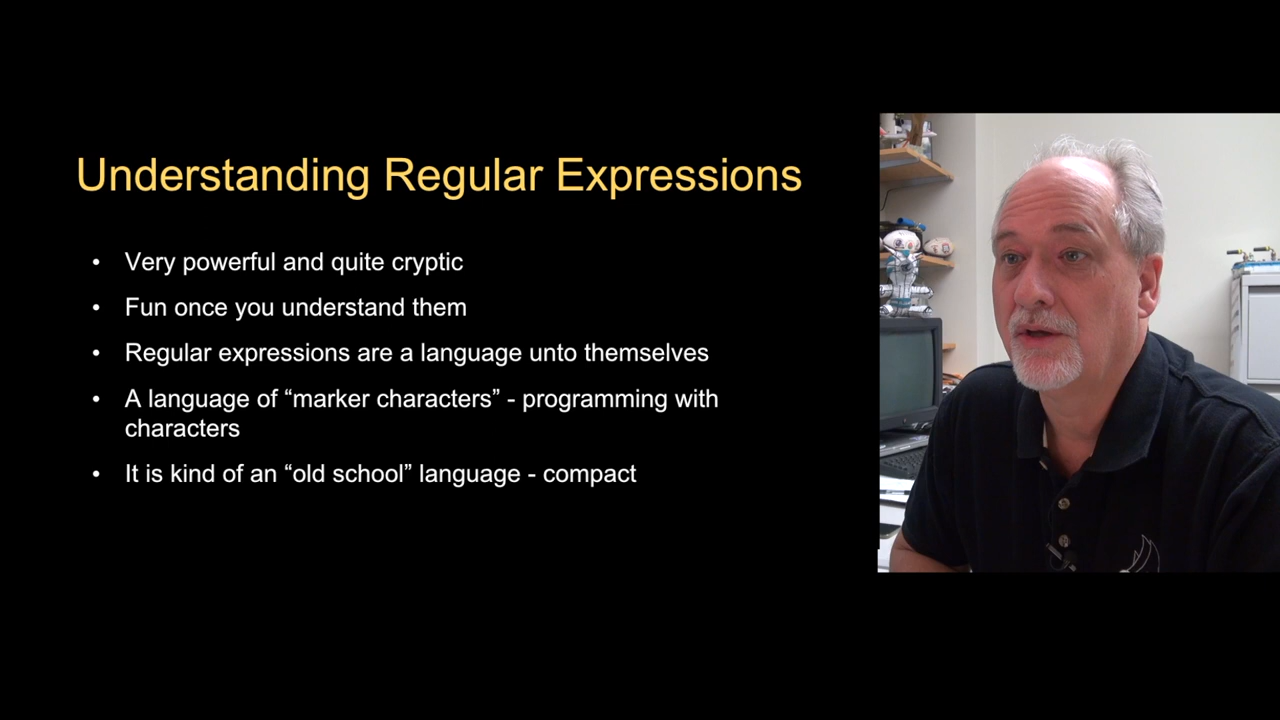 Understanding Regular Expressions
• Very powerful and quite cryptic
• Fun once you understand them
• Regular expressions are a language unto themselves
• A language of “marker characters” - programming with
characters
• It is kind of an “old school” language - compact